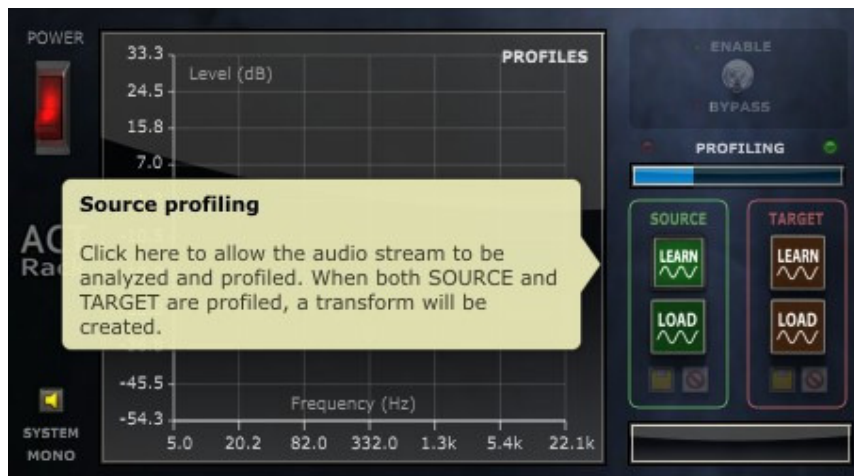 POWER
33.3
24.5
15.8
7.0
Level (dB)
PROFILES
ENABLE
BYPASS
PROFILING
Source profiling
Click here to allow the audio stream to be
analyzed and profiled. When both SOURCE and
TARGET are profiled, a transform will be
created.
SOURCE
LEARN
LOAD
TARGET
LEARN
LOAD
-45.5
-54.3
Frequency (Hz)
5.0 20.2 82.0 332.0 1.3k 5.4k 22.1k
SYSTEM
MONO